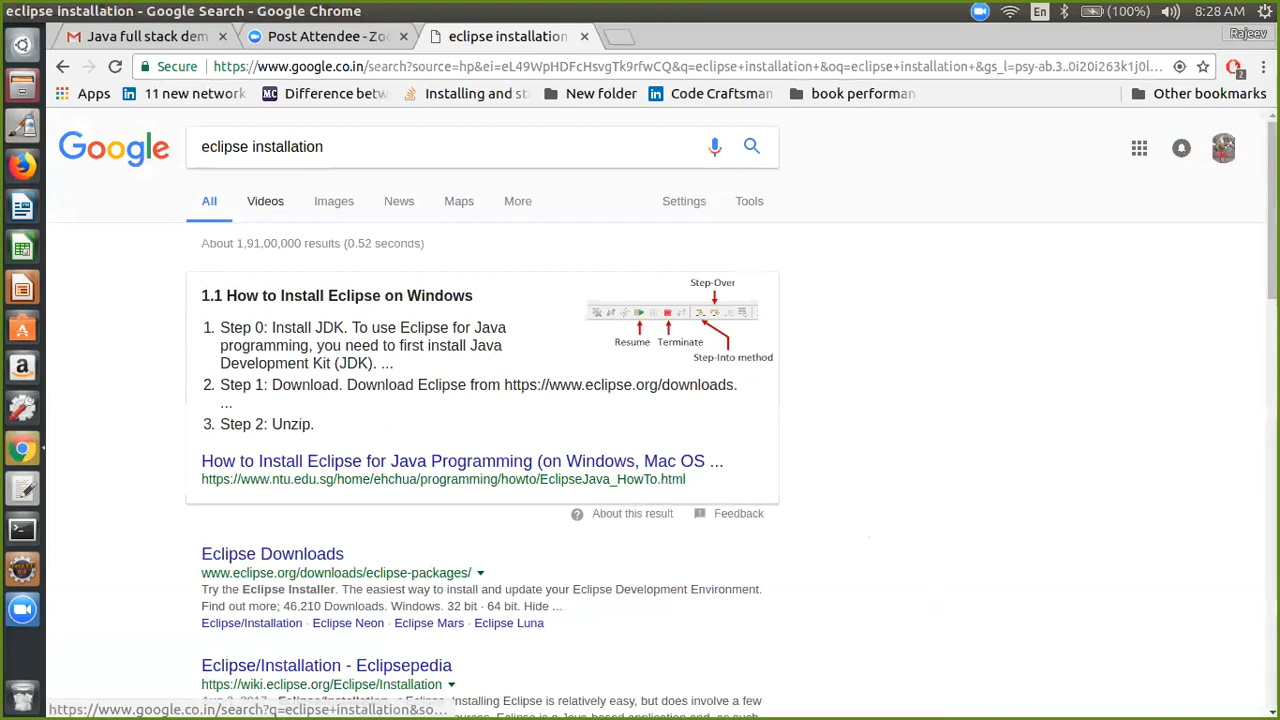 eclipse installation - Google Search - Google Chrome
En
(100%)
8:28 AM
Java full stack dem
Post Attendee - Zoo
eclipse installation
Rajeev
Secure
https://www.google.co.in/search?source=hp&ei=eL49WpHDFcHsvgTk9rfwCQ&q=eclipse+installation+&oq=eclipse+installation+&gs_l=psy-ab.3..0i20i263k1j0l...
2
Apps
11 new network
MC
Difference betw
Installing and st
New folder
Code Craftsman
book performan
Other bookmarks
Google
eclipse installation
All
Videos
Images
News
Maps
More
Settings
Tools
About 1,91,00,000 results (0.52 seconds)
1.1 How to Install Eclipse on Windows
1. Step 0: Install JDK. To use Eclipse for Java
programming, you need to first install Java
Development Kit (JDK). ...
2. Step 1: Download. Download Eclipse from https://www.eclipse.org/downloads.
...
3. Step 2: Unzip.
Step-Over
Resume
Terminate
Step-Into method
How to Install Eclipse for Java Programming (on Windows, Mac OS ...
https://www.ntu.edu.sg/home/ehchua/programming/howto/EclipseJava_HowTo.html
About this result
Feedback
Eclipse Downloads
www.eclipse.org/downloads/eclipse-packages/
Try the Eclipse Installer. The easiest way to install and update your Eclipse Development Environment.
Find out more; 46,210 Downloads. Windows. 32 bit · 64 bit. Hide ...
Eclipse/Installation · Eclipse Neon · Eclipse Mars · Eclipse Luna
Eclipse/Installation - Eclipsepedia
https://wiki.eclipse.org/Eclipse/Installation
Installing Eclipse is relatively easy, but does involve a few
https://www.google.co.in/search?q=eclipse+installation&so...